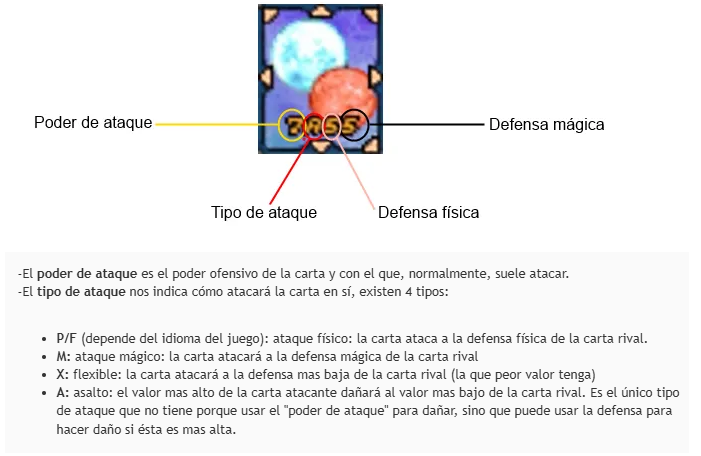 7A55
Poder de ataque
Defensa mágica
Tipo de ataque
Defensa física
-El poder de ataque es el poder ofensivo de la carta y con el que, normalmente, suele atacar.
-El tipo de ataque nos indica cómo atacará la carta en sí, existen 4 tipos:
• P/F (depende del idioma del juego): ataque físico: la carta ataca a la defensa física de la carta rival.
• M: ataque mágico: la carta atacará a la defensa mágica de la carta rival
• X: flexible: la carta atacará a la defensa mas baja de la carta rival (la que peor valor tenga)
• A: asalto: el valor mas alto de la carta atacante dañará al valor mas bajo de la carta rival. Es el único tipo
de ataque que no tiene porque usar el "poder de ataque" para dañar, sino que puede usar la defensa para
hacer daño si ésta es mas alta.